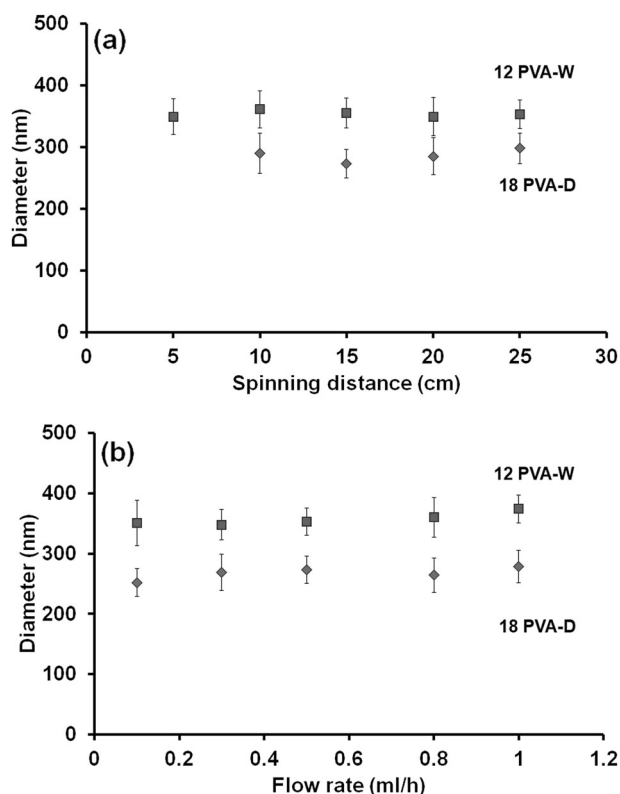 (a)
500
400
300
200
100
0
Diameter (nm)
12 PVA-W
18 PVA-D
0 5 10 15 20 25 30
Spinning distance (cm)
(b)
500
400
300
200
100
0
Diameter (nm)
12 PVA-W
18 PVA-D
0 0.2 0.4 0.6 0.8 1 1.2
Flow rate (ml/h)